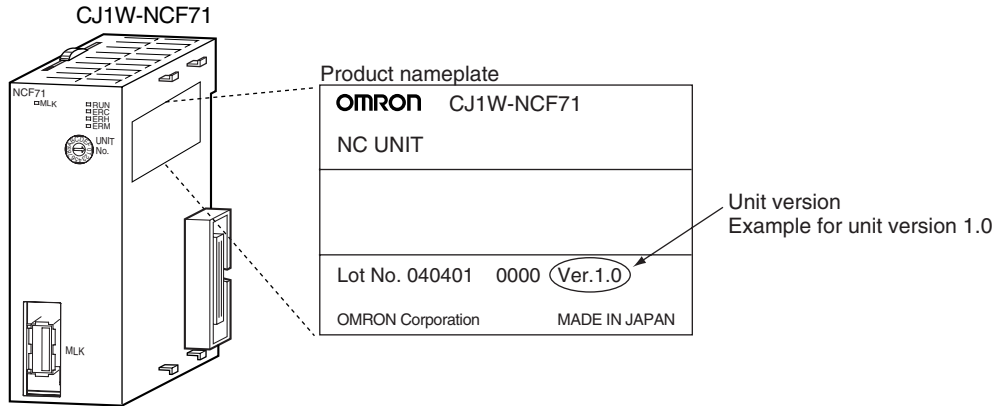 CJ1W-NCF71
NCF71
MLK
RUN
ERC
ERH
ERM
UNIT
No.
MLK
Product nameplate
OMRON CJ1W-NCF71
NC UNIT
Lot No. 040401 0000 Ver.1.0
OMRON Corporation MADE IN JAPAN
Unit version
Example for unit version 1.0